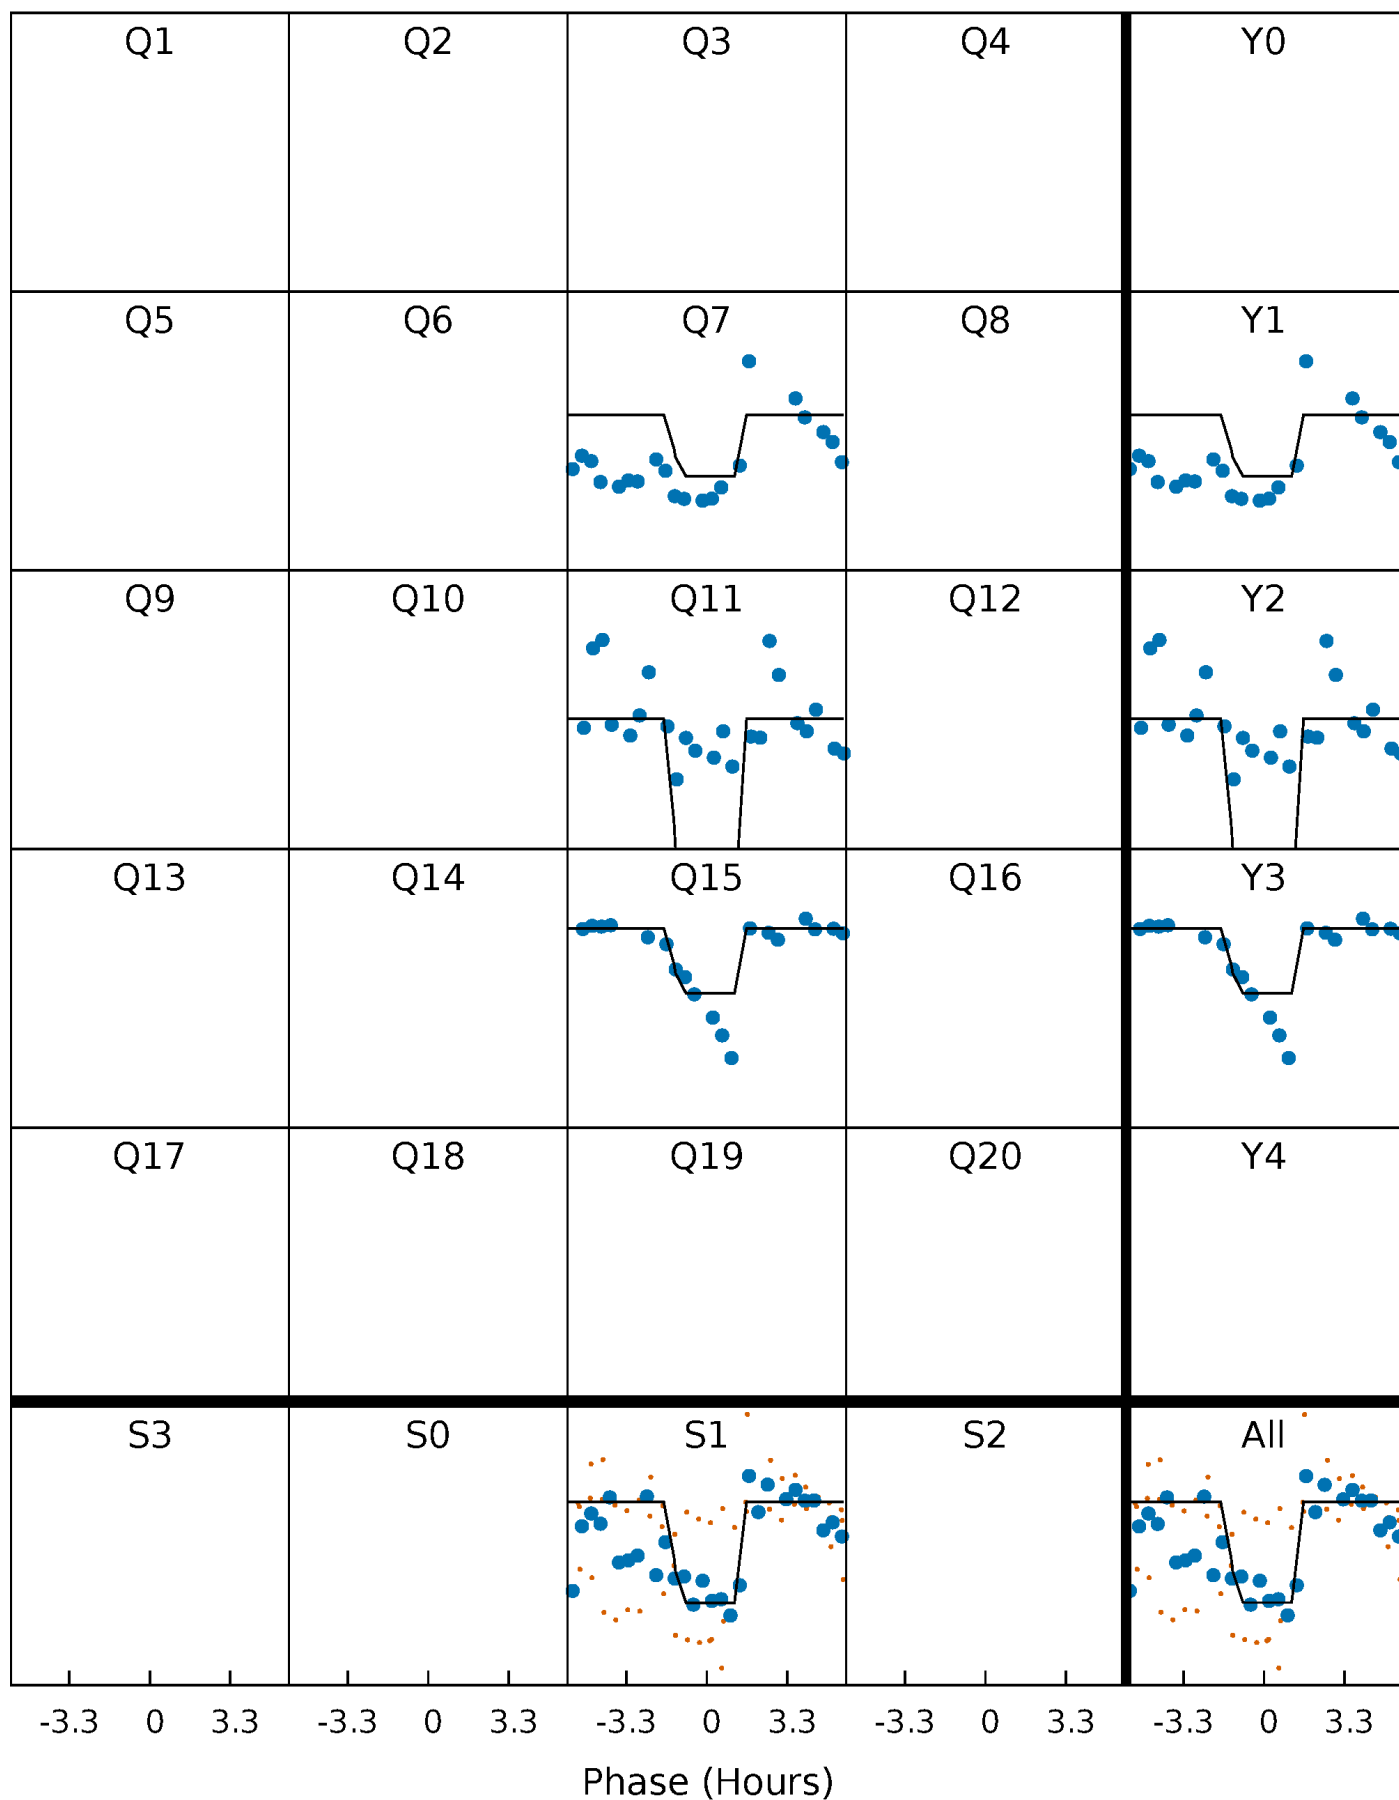 Q1 Q2 Q3 Q4 Y0
Q5 Q6 Q7 Q8 Y1
Q9 Q10 Q11 Q12 Y2
Q13 Q14 Q15 Q16 Y3
Q17 Q18 Q19 Q20 Y4
S3 S0 S1 S2 All
-3.3 0 3.3 -3.3 0 3.3 -3.3 0 3.3 -3.3 0 3.3 -3.3 0 3.3
Phase (Hours)